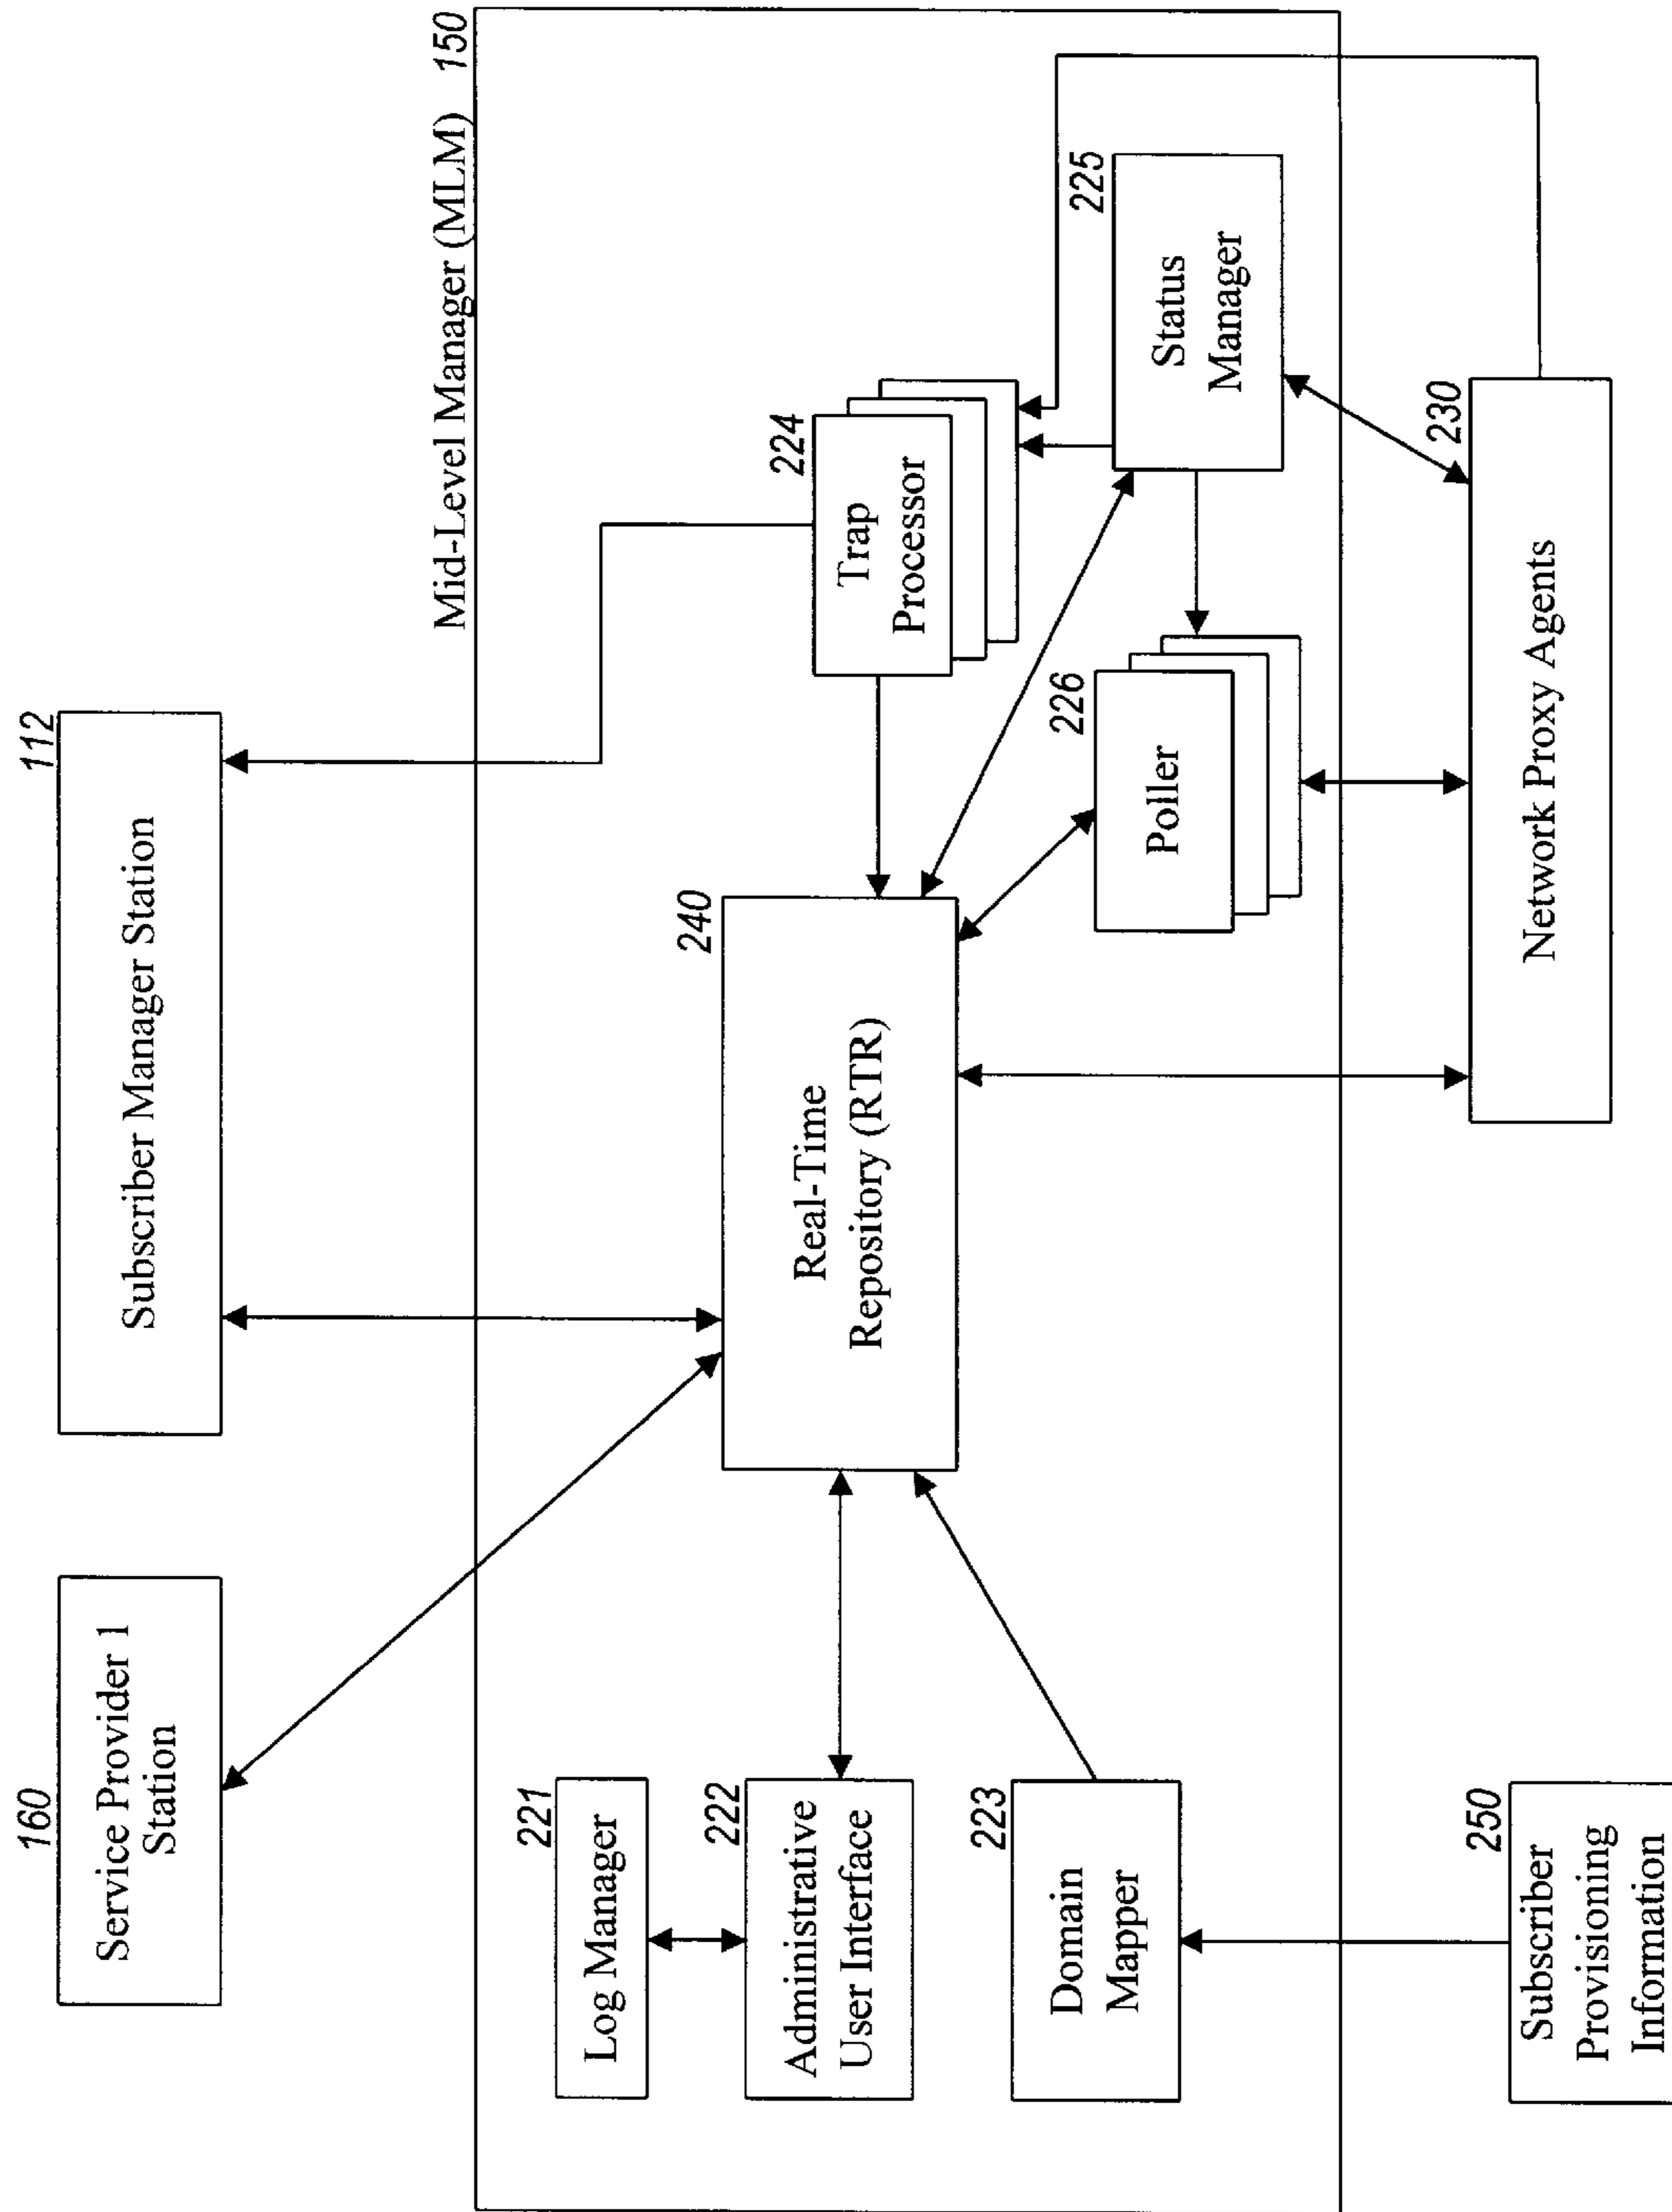 160
Service Provider 1
Station
112
Subscriber Manager Station
Mid-Level Manager (MLM) 150
221
Log Manager
222
Administrative
User Interface
223
Domain
Mapper
240
Real-Time
Repository (RTR)
224
Trap
Processor
225
Status
Manager
226
Poller
250
Subscriber
Provisioning
Information
230
Network Proxy Agents